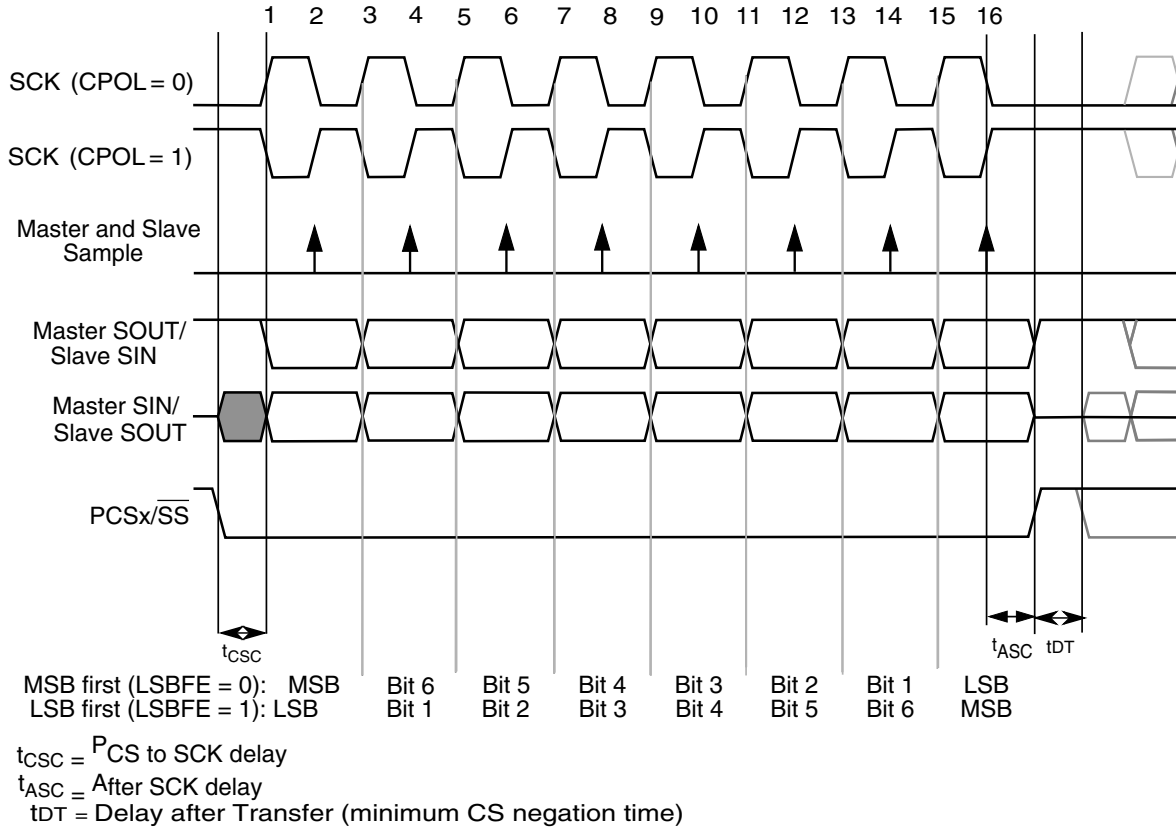 1 2 3 4 5 6 7 8 9 10 11 12 13 14 15 16
SCK (CPOL = 0)
SCK (CPOL = 1)
Master and Slave
Sample
Master SOUT/
Slave SIN
Master SIN/
Slave SOUT
PCSx/SS
tCSC
tASC
tDT
MSB first (LSBFE = 0): MSB Bit 6 Bit 5 Bit 4 Bit 3 Bit 2 Bit 1 LSB
LSB first (LSBFE = 1): LSB Bit 1 Bit 2 Bit 3 Bit 4 Bit 5 Bit 6 MSB
tCSC = PCS to SCK delay
tASC = After SCK delay
tDT = Delay after Transfer (minimum CS negation time)